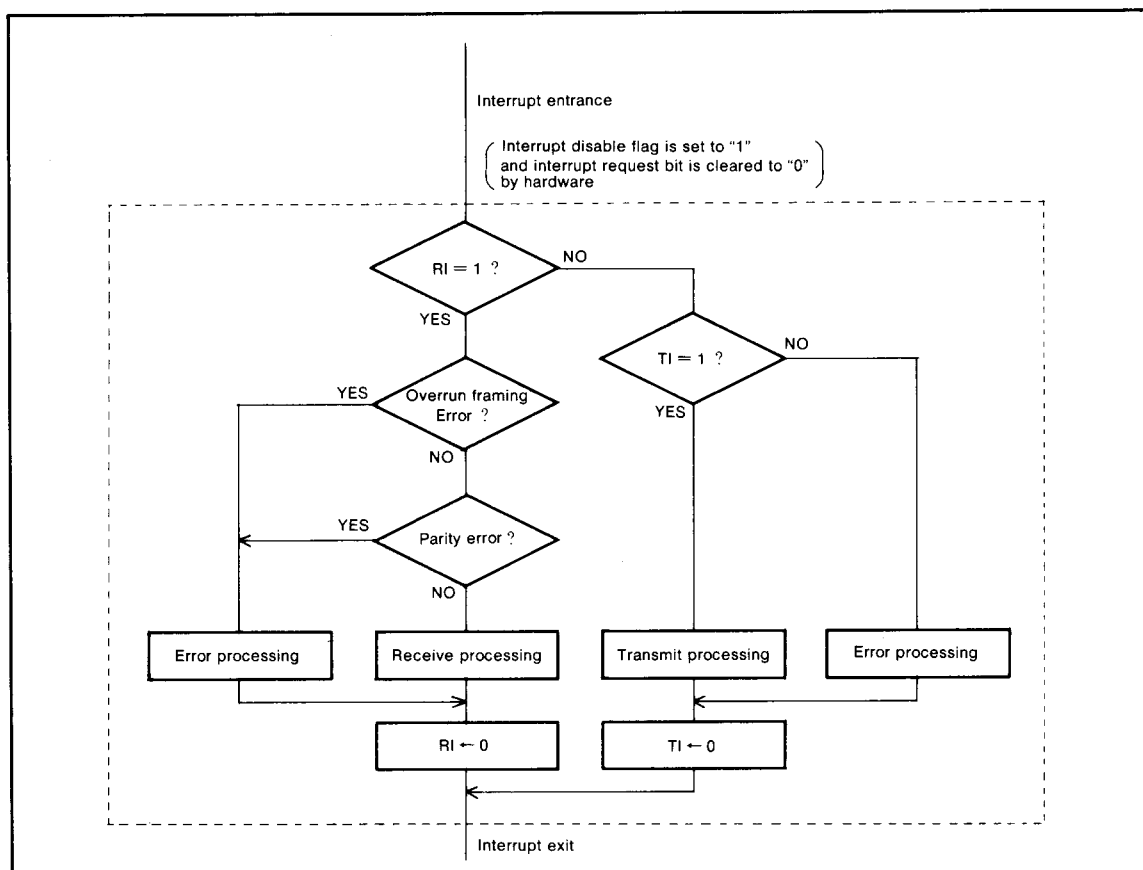 Interrupt entrance
Interrupt disable flag is set to “1”
and interrupt request bit is cleared to “0”
by hardware
RI = 1 ?
NO
YES
TI = 1 ?
NO
YES
Overrun framing
Error ?
YES
NO
Parity error ?
YES
NO
Error processing
Receive processing
Transmit processing
Error processing
RI ← 0
TI ← 0
Interrupt exit